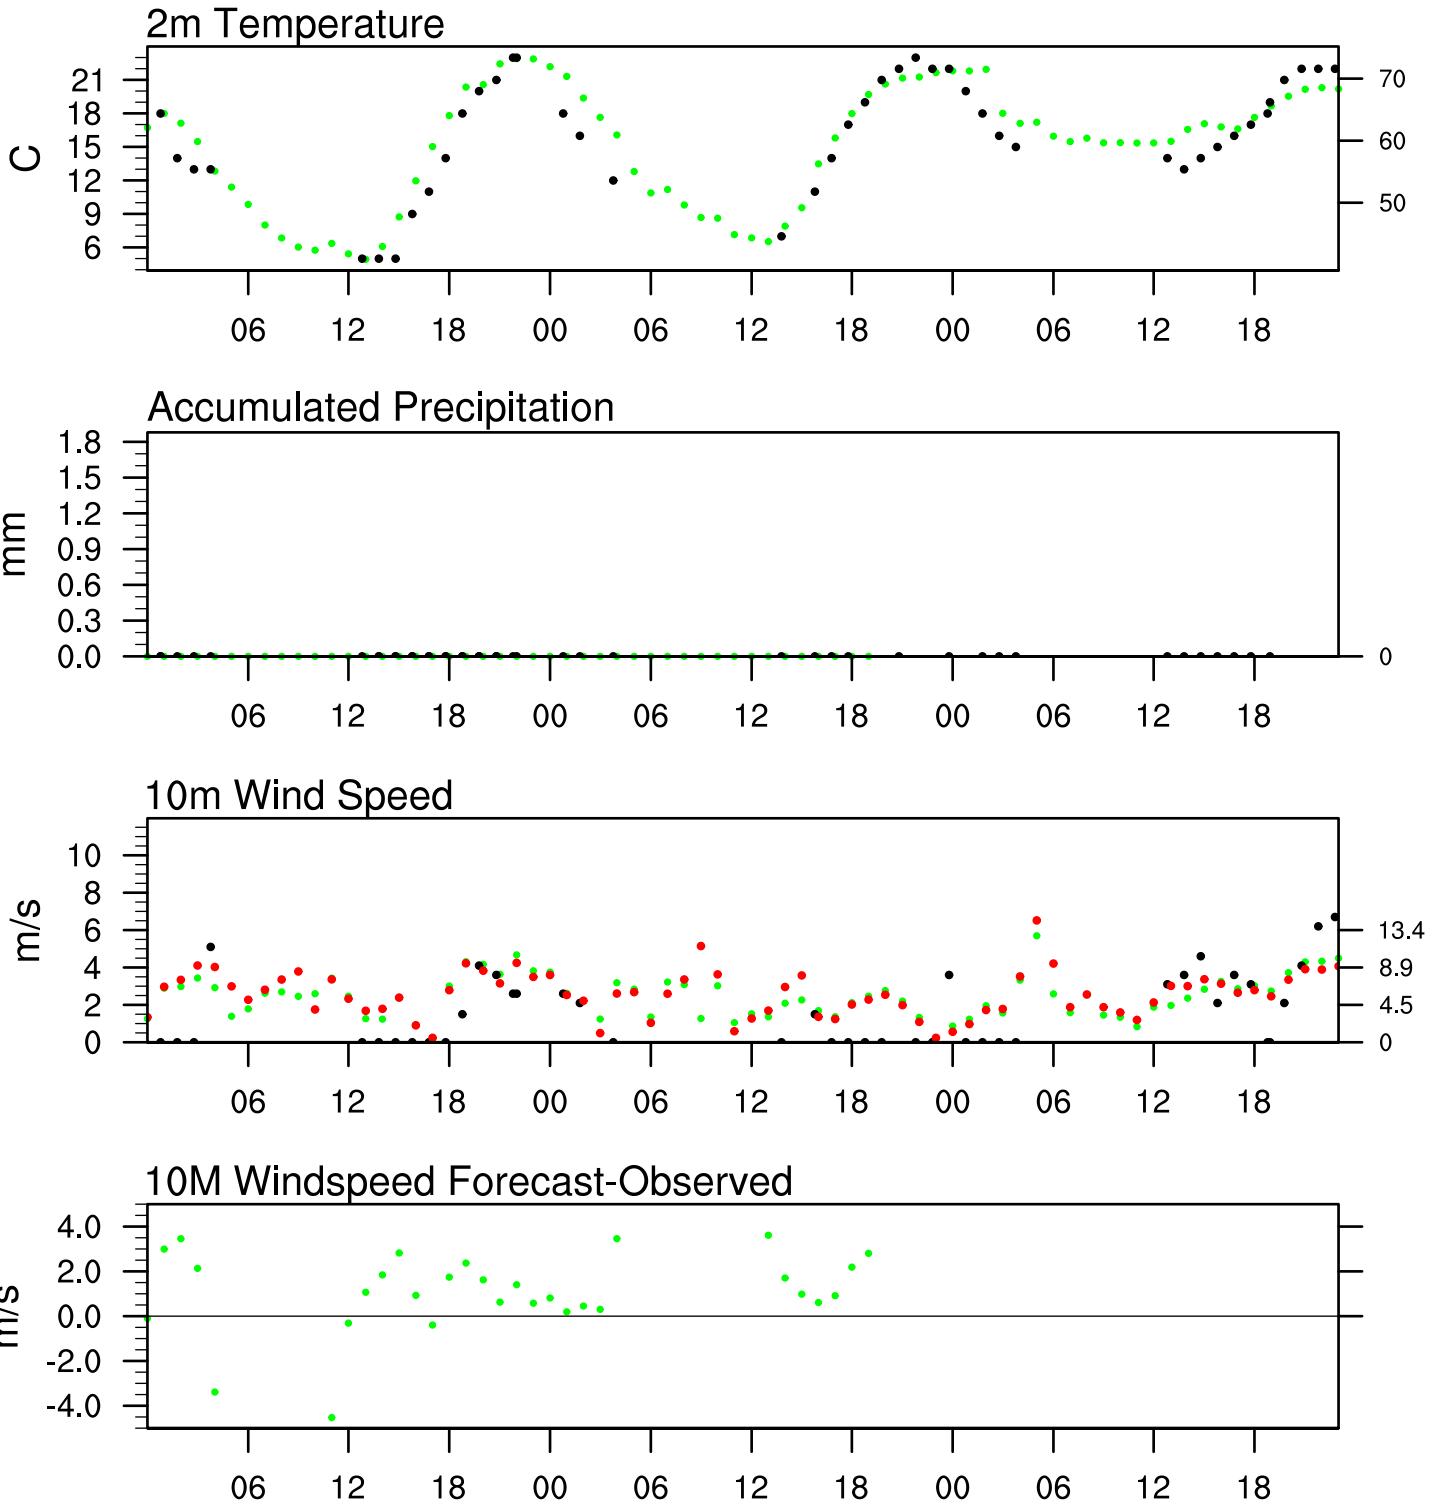 2m Temperature
21 70
18
15 60
C
12
9 50
6
06 12 18 00 06 12 18 00 06 12 18
Accumulated Precipitation
1.8
1.5
1.2
mm
0.9
0.6
0.3
0.0 0
06 12 18 00 06 12 18 00 06 12 18
10m Wind Speed
10
8
m/s
6 13.4
4 8.9
2 4.5
0 0
06 12 18 00 06 12 18 00 06 12 18
10M Windspeed Forecast-Observed
4.0
2.0
m/s
0.0
-2.0
-4.0
06 12 18 00 06 12 18 00 06 12 18